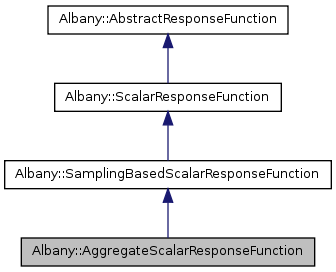 Albany::AbstractResponseFunction
Albany::ScalarResponseFunction
Albany::SamplingBasedScalarResponseFunction
Albany::AggregateScalarResponseFunction